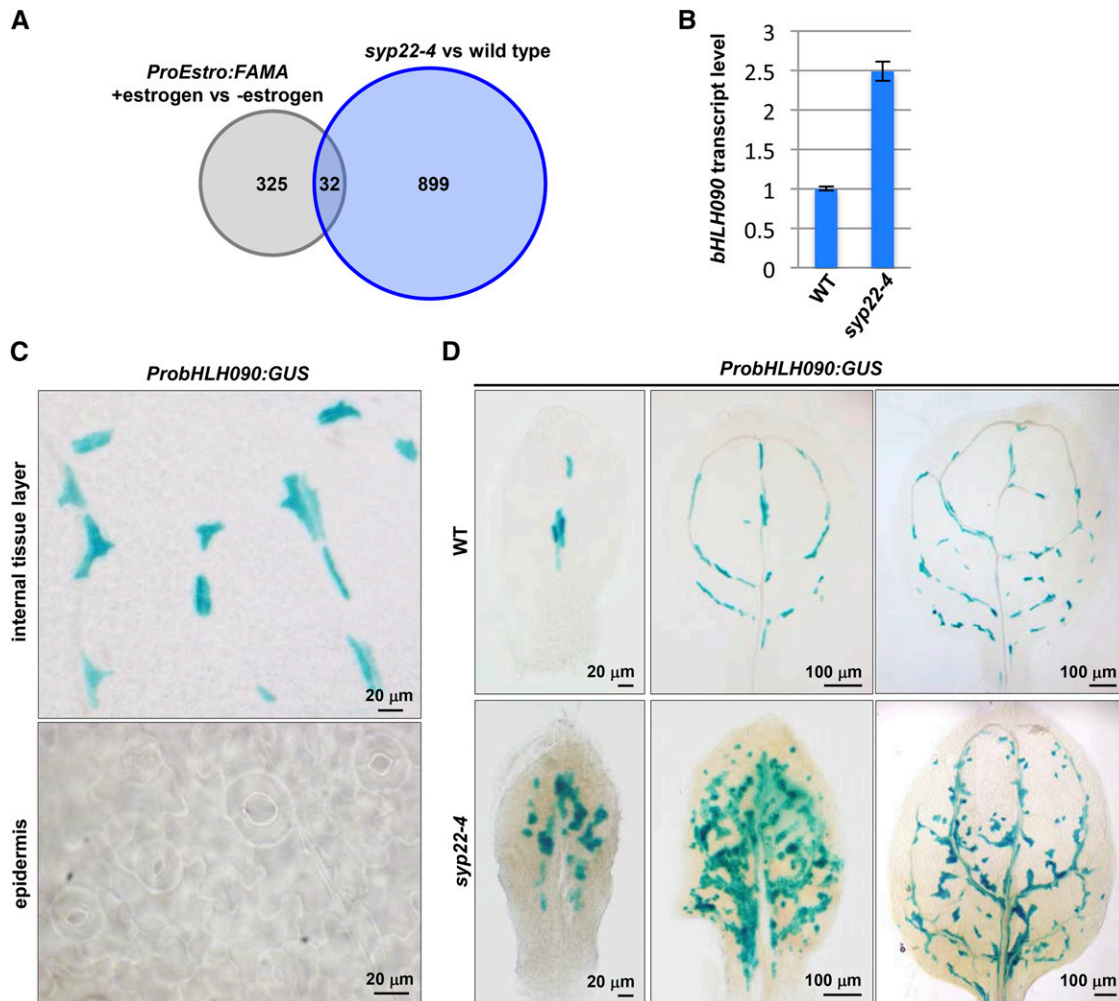 A
ProEstro:FAMA
+estrogen vs -estrogen
syp22-4 vs wild type
325
32
899
B
bHLH090 transcript level
3
2.5
2
1.5
1
0.5
0
WT
syp22-4
C
ProbHLH090:GUS
internal tissue layer
20 μm
epidermis
20 μm
D
ProbHLH090:GUS
WT
20 μm
100 μm
100 μm
syp22-4
20 μm
100 μm
100 μm